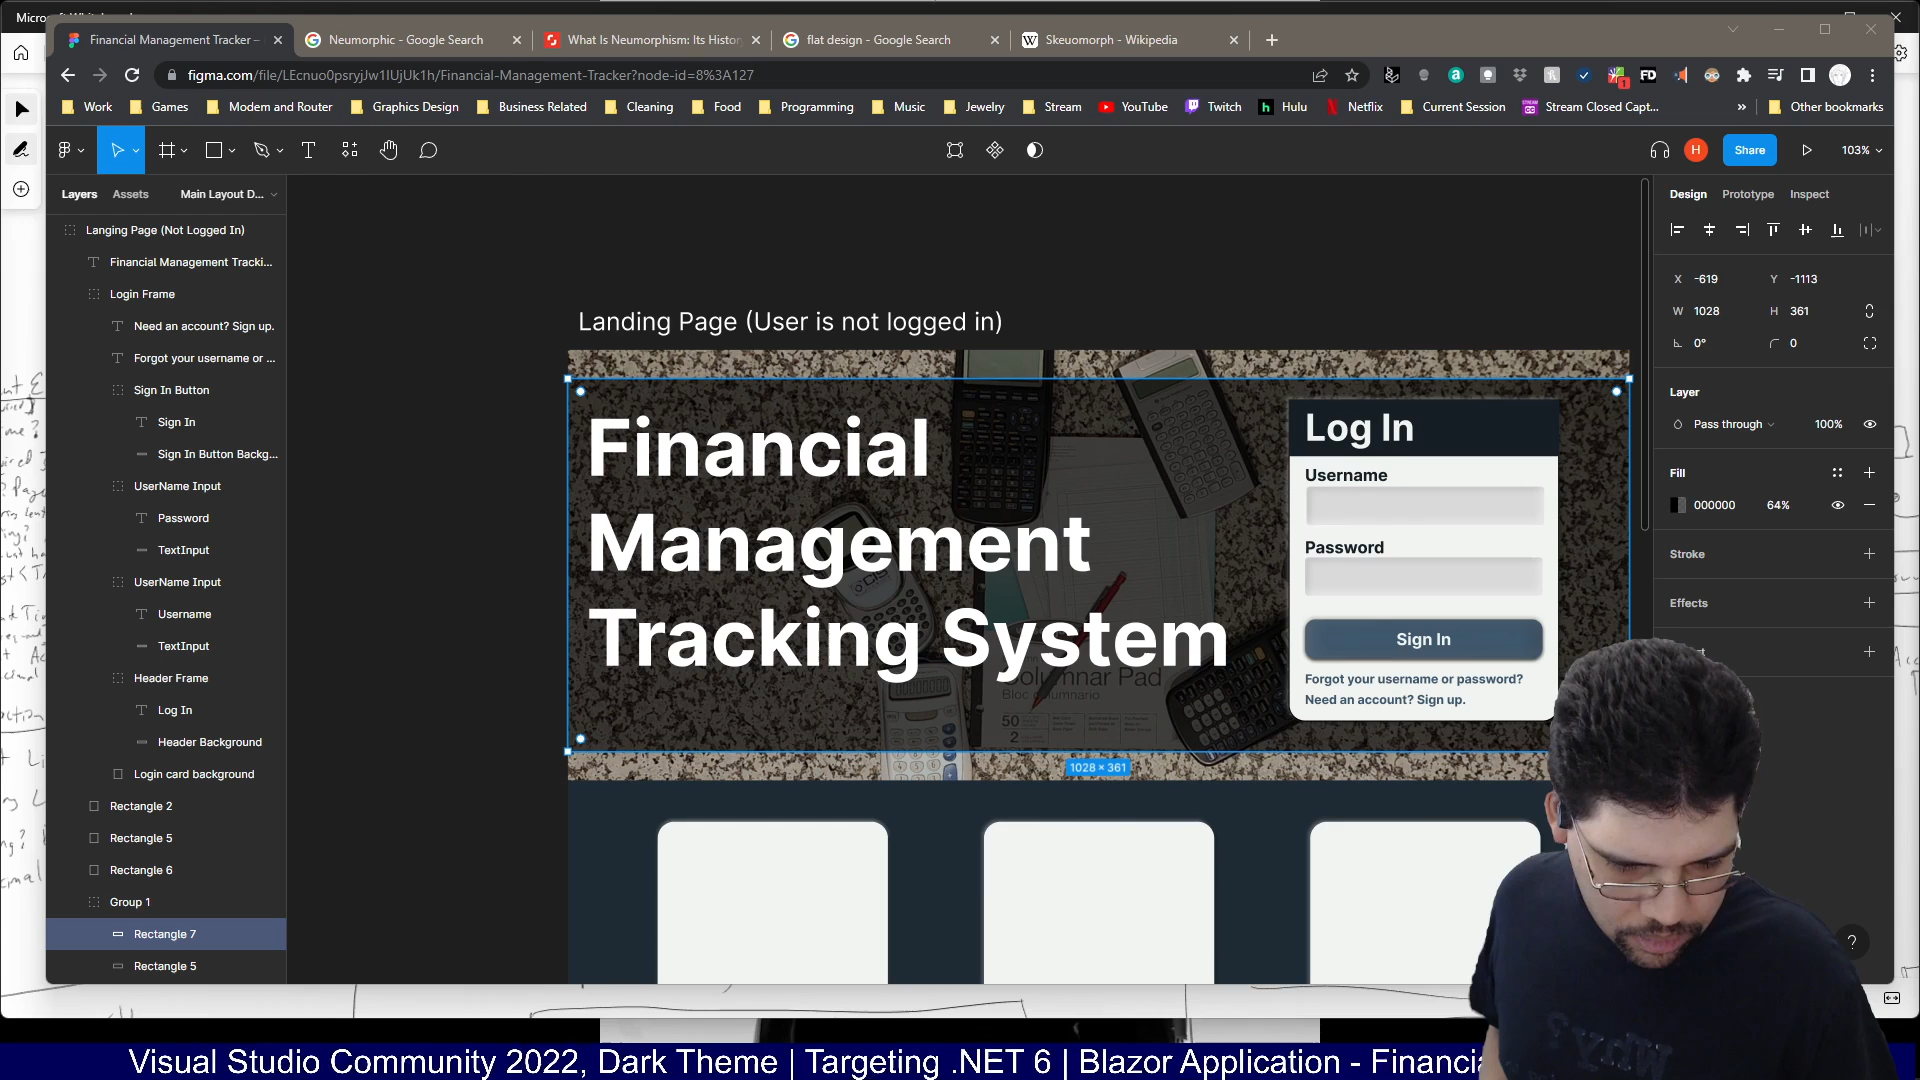 Financial Management Tracker –
Neumorphic - Google Search
What Is Neumorphism: Its Histor
flat design - Google Search
Skeuomorph - Wikipedia
figma.com/file/LEcnuo0psryjJw1IUjUk1h/Financial-Management-Tracker?node-id=8%3A127
Work
Games
Modem and Router
Graphics Design
Business Related
Cleaning
Food
Programming
Music
Jewelry
Stream
YouTube
Twitch
Hulu
Netflix
Current Session
Stream Closed Capt...
»
Other bookmarks
H
Share
103%
Layers
Assets
Main Layout D...
Design
Prototype
Inspect
Langing Page (Not Logged In)
Financial Management Tracki...
Login Frame
Need an account? Sign up.
Forgot your username or ...
Sign In Button
Sign In
Sign In Button Backg...
UserName Input
Password
TextInput
UserName Input
Username
TextInput
Header Frame
Log In
Header Background
Login card background
Rectangle 2
Rectangle 5
Rectangle 6
Group 1
Rectangle 7
Rectangle 5
Landing Page (User is not logged in)
Financial
Management
Tracking System
Columnar Pad
Bloc columnario
50
2
Log In
Username
Password
Sign In
Forgot your username or password?
Need an account? Sign up.
1028 × 361
X -619
Y -1113
W 1028
H 361
0°
0
Layer
Pass through
100%
Fill
000000
64%
Stroke
Effects
?
Visual Studio Community 2022, Dark Theme | Targeting .NET 6 | Blazor Application - Financia